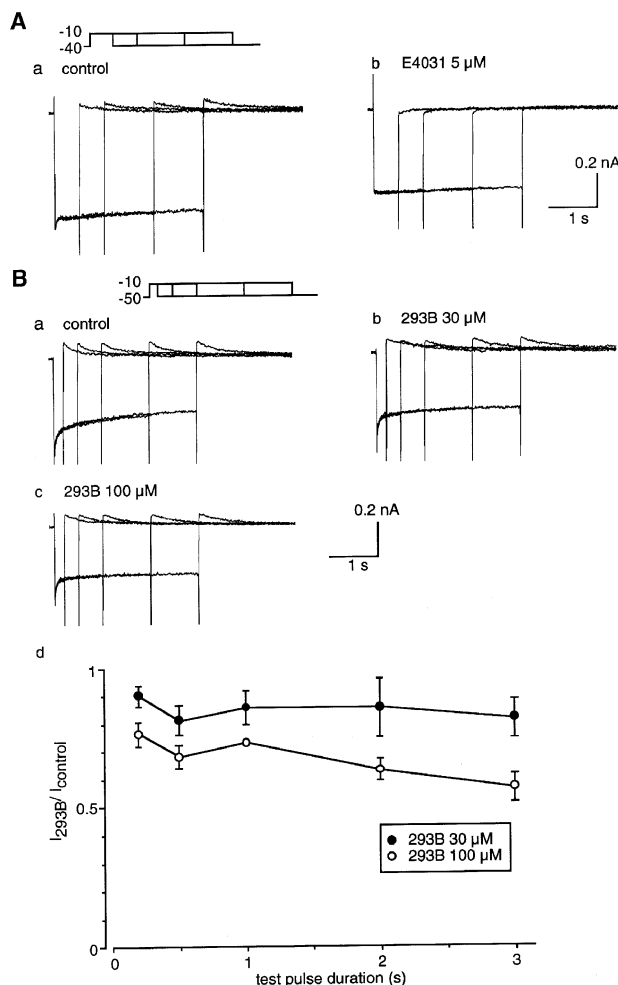 A
-10
-40
a control
b E4031 5 µM
0.2 nA
1 s
B
-10
-50
a control
b 293B 30 µM
c 293B 100 µM
0.2 nA
1 s
d
1
0.5
0
I293B/ Icontrol
293B 30 µM
293B 100 µM
0 1 2 3
test pulse duration (s)